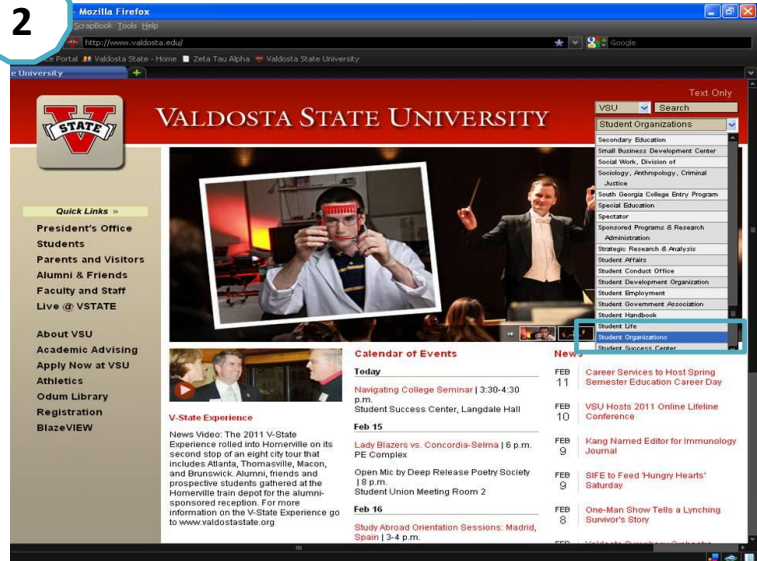 2
- Mozilla Firefox
ScrapBook Tools Help
http://www.valdosta.edu/
Google
Portal Valdosta State - Home Zeta Tau Alpha Valdosta State University
e University
Text Only
VSU Search
STATE
VALDOSTA STATE UNIVERSITY
Student Organizations
Secondary Education
Small Business Development Center
Social Work, Division of
Sociology, Anthropology, Criminal
Justice
South Georgia College Entry Program
Special Education
Spectator
Sponsored Programs & Research
Administration
Strategic Research & Analysis
Student Affairs
Student Conduct Office
Student Development Organization
Student Employment
Student Government Association
Student Handbook
Student Life
Student Organizations
Student Success Center
Quick Links »
President's Office
Students
Parents and Visitors
Alumni & Friends
Faculty and Staff
Live @ VSTATE
About VSU
Academic Advising
Apply Now at VSU
Athletics
Odum Library
Registration
BlazeVIEW
V-State Experience
News Video: The 2011 V-State
Experience rolled into Homerville on its
second stop of an eight city tour that
includes Atlanta, Thomasville, Macon,
and Brunswick. Alumni, friends and
prospective students gathered at the
Homerville train depot for the alumni-
sponsored reception. For more
information on the V-State Experience go
to www.valdostastate.org
Calendar of Events
Today
Navigating College Seminar | 3:30-4:30
p.m.
Student Success Center, Langdale Hall
Feb 15
Lady Blazers vs. Concordia-Selma | 6 p.m.
PE Complex
Open Mic by Deep Release Poetry Society
| 8 p.m.
Student Union Meeting Room 2
Feb 16
Study Abroad Orientation Sessions: Madrid,
Spain | 3-4 p.m.
News
FEB 11 Career Services to Host Spring
Semester Education Career Day
FEB 10 VSU Hosts 2011 Online Lifeline
Conference
FEB 9 Kang Named Editor for Immunology
Journal
FEB 9 SIFE to Feed 'Hungry Hearts'
Saturday
FEB 8 One-Man Show Tells a Lynching
Survivor's Story
FEB Valdosta Symphony Orchestra